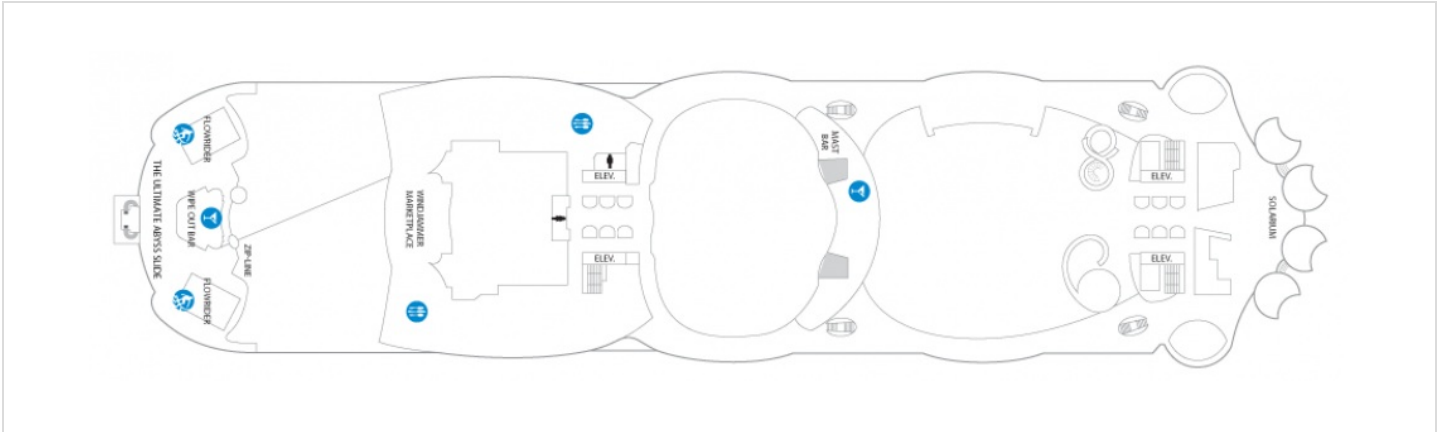 FLOWRIDER
THE ULTIMATE ABYSS SLIDE
WIPE OUT BAR
ZIP-LINE
FLOWRIDER
WINDJAMMER
MARKETPLACE
ELEV.
ELEV.
MAST
BAR
ELEV.
ELEV.
SOLARIUM